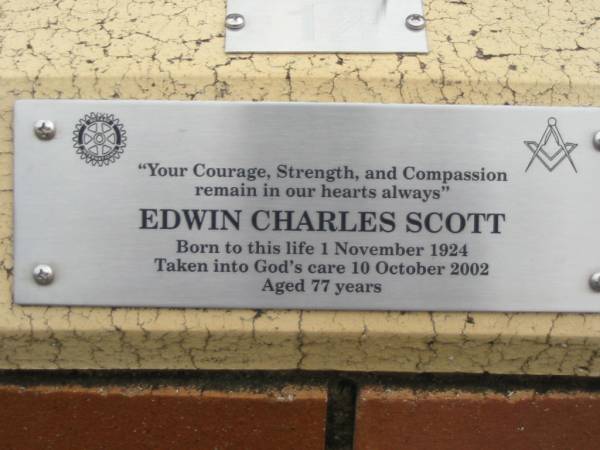 “Your Courage, Strength, and Compassion
remain in our hearts always”
EDWIN CHARLES SCOTT
Born to this life 1 November 1924
Taken into God’s care 10 October 2002
Aged 77 years